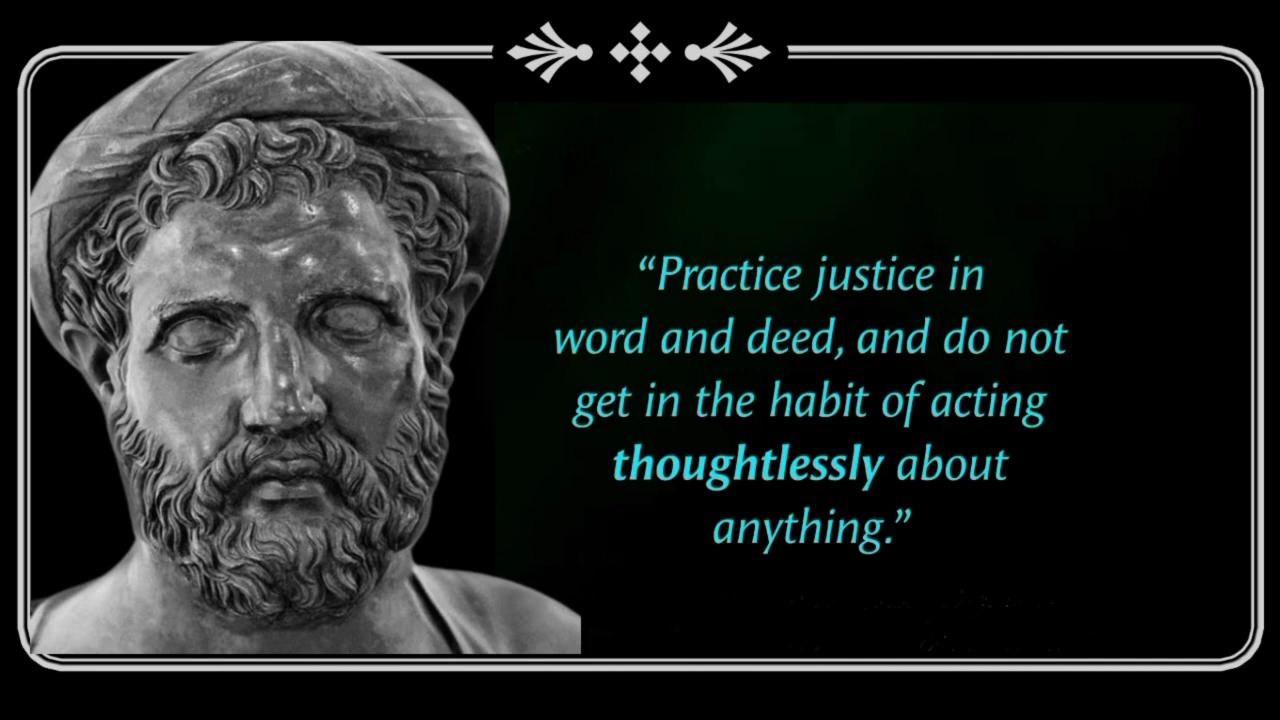 “Practice justice in
word and deed, and do not
get in the habit of acting
thoughtlessly about
anything.”